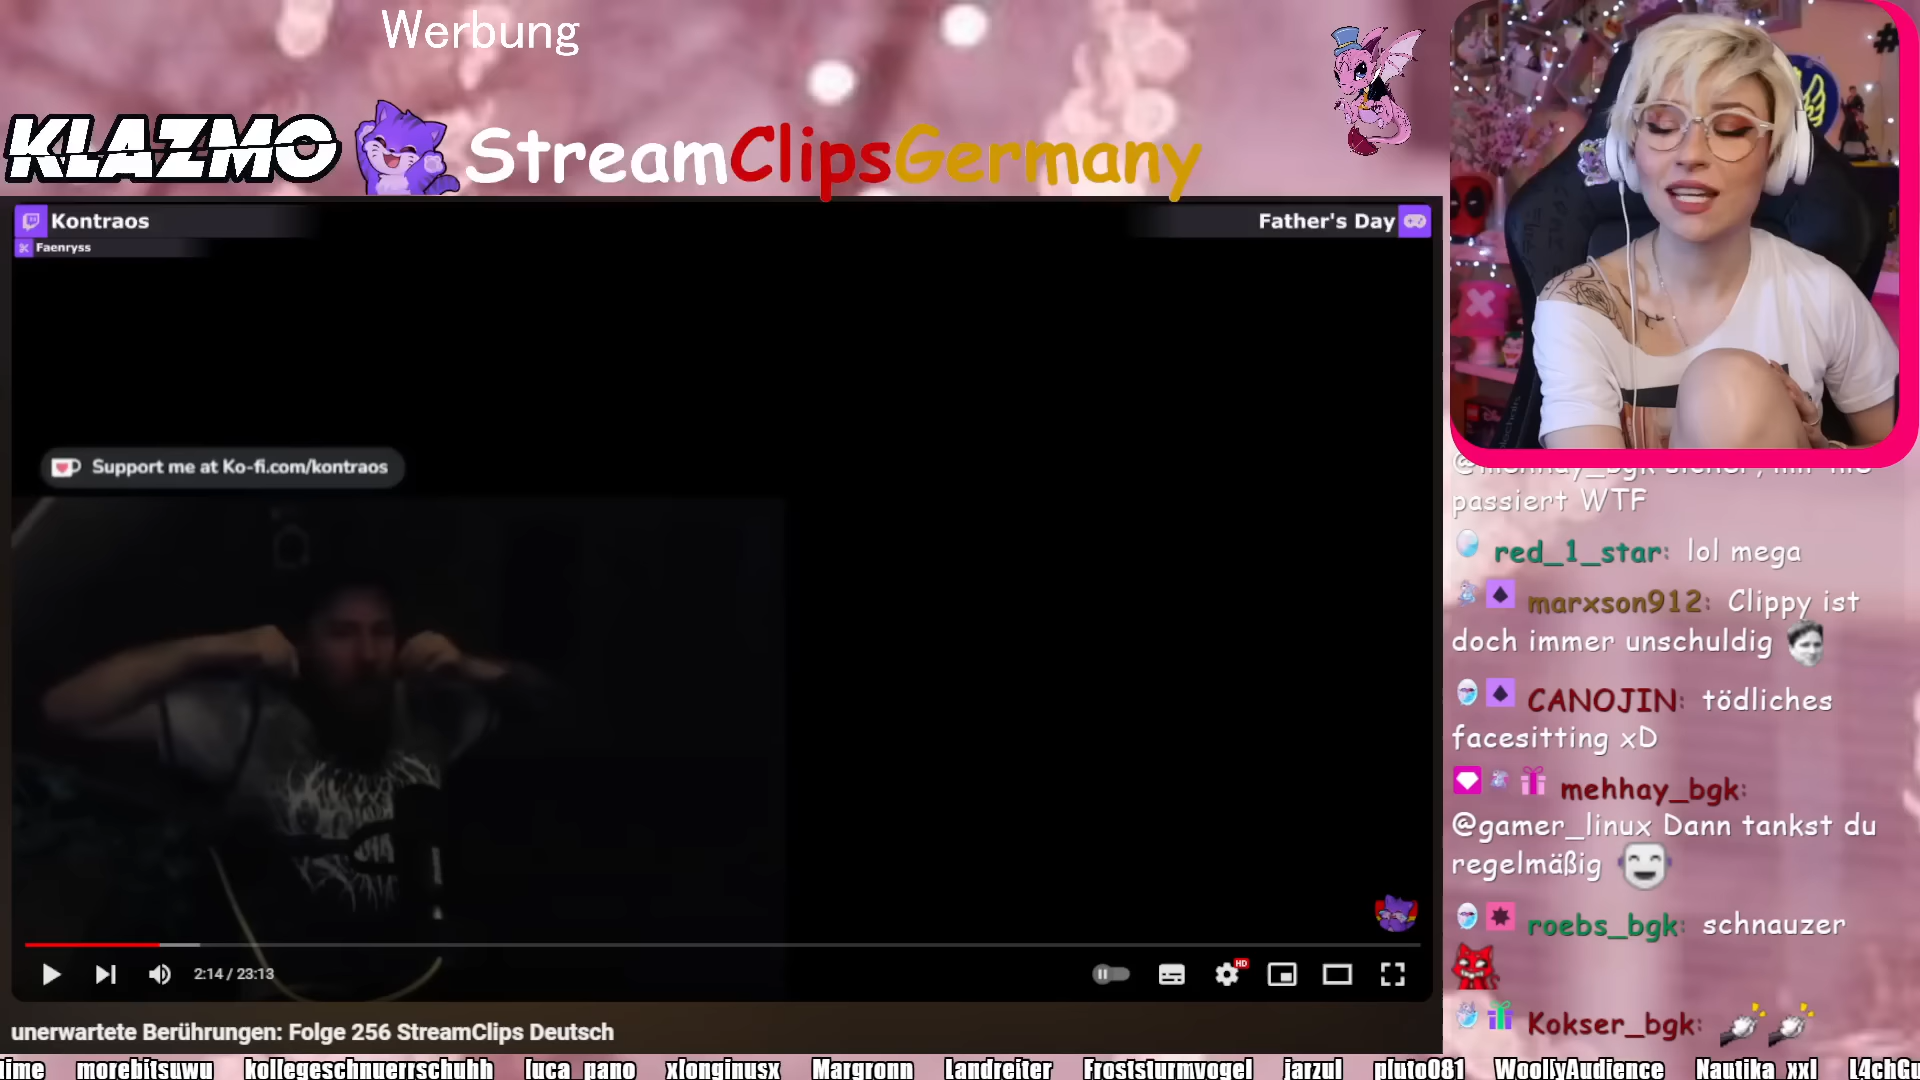 Werbung
KLAZMO
StreamClipsGermany
Kontraos
Faenryss
Father's Day
Support me at Ko-fi.com/kontraos
HD
2:14 / 23:13
unerwartete Berührungen: Folge 256 StreamClips Deutsch
passiert WTF
red_1_star: lol mega
marxson912: Clippy ist
doch immer unschuldig
CANOJIN: tödliches
facesitting xD
mehhay_bgk:
@gamer_linux Dann tankst du
regelmäßig
roebs_bgk: schnauzer
Kokser_bgk:
morebitsuwu kollegeschnuerrschuhh luca_pano xlonginusx Margronn Landreiter Froststurmvogel jarzul pluto081 WoollyAudience Nautika_xxl